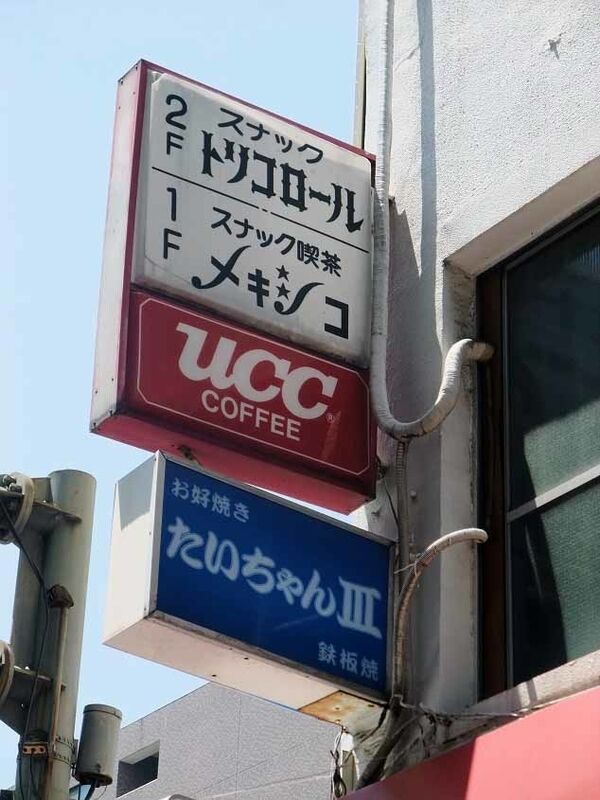 2F
スナック
トリコロール
1F
スナック喫茶
メキシコ
UCC
COFFEE
お好焼き
たいちゃんIII
鉄板焼